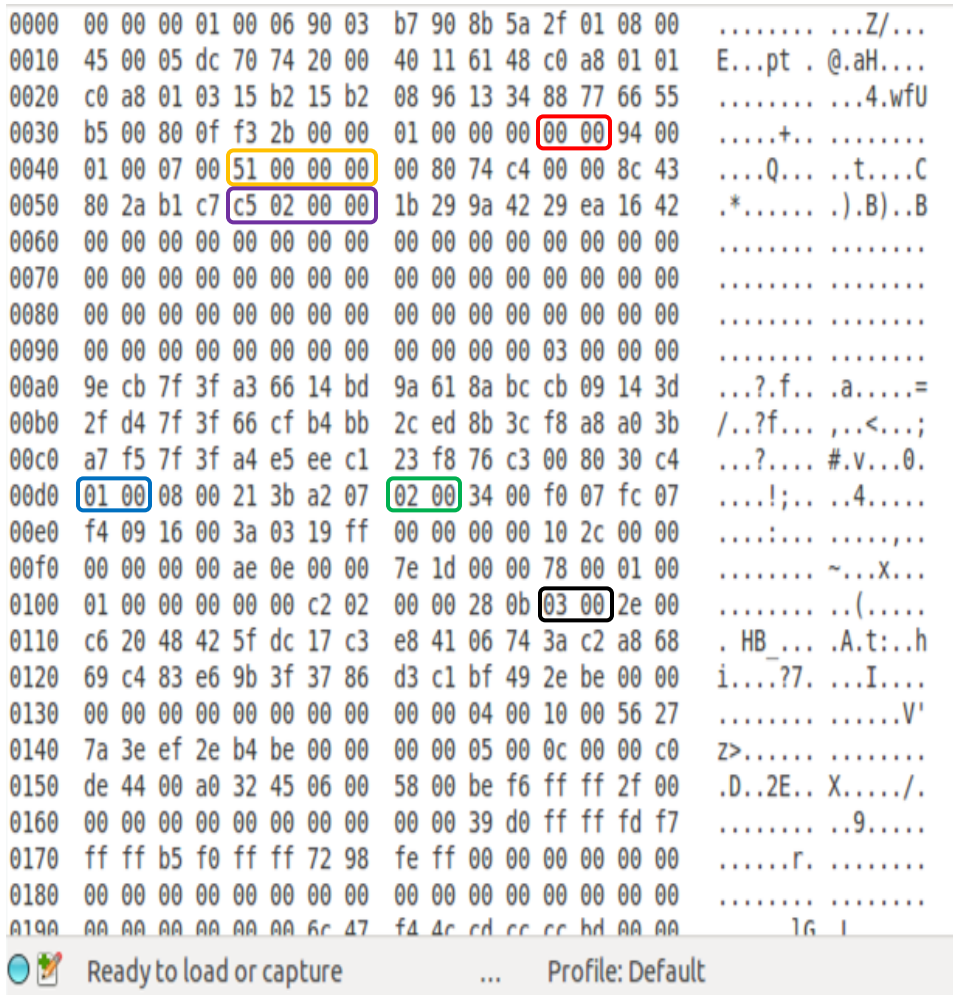 0000 00 00 00 01 00 06 90 03 b7 90 8b 5a 2f 01 08 00 ........ ...Z/...
0010 45 00 05 dc 70 74 20 00 40 11 61 48 c0 a8 01 01 E...pt . @.aH....
0020 c0 a8 01 03 15 b2 15 b2 08 96 13 34 88 77 66 55 ........ ...4.wfU
0030 b5 00 80 0f f3 2b 00 00 01 00 00 00 00 00 94 00 .....+.. ........
0040 01 00 07 00 51 00 00 00 00 80 74 c4 00 00 8c 43 ....Q... ..t....C
0050 80 2a b1 c7 c5 02 00 00 1b 29 9a 42 29 ea 16 42 .*...... .).B)..B
0060 00 00 00 00 00 00 00 00 00 00 00 00 00 00 00 00 ........ ........
0070 00 00 00 00 00 00 00 00 00 00 00 00 00 00 00 00 ........ ........
0080 00 00 00 00 00 00 00 00 00 00 00 00 00 00 00 00 ........ ........
0090 00 00 00 00 00 00 00 00 00 00 00 00 03 00 00 00 ........ ........
00a0 9e cb 7f 3f a3 66 14 bd 9a 61 8a bc cb 09 14 3d ...?.f.. .a.....=
00b0 2f d4 7f 3f 66 cf b4 bb 2c ed 8b 3c f8 a8 a0 3b /..?f... ,..<...;
00c0 a7 f5 7f 3f a4 e5 ee c1 23 f8 76 c3 00 80 30 c4 ...?.... #.v...0.
00d0 01 00 08 00 21 3b a2 07 02 00 34 00 f0 07 fc 07 ....!;.. ..4.....
00e0 f4 09 16 00 3a 03 19 ff 00 00 00 00 10 2c 00 00 ....:... .....,..
00f0 00 00 00 00 ae 0e 00 00 7e 1d 00 00 78 00 01 00 ........ ~...x...
0100 01 00 00 00 00 00 c2 02 00 00 28 0b 03 00 2e 00 ........ ..(.....
0110 c6 20 48 42 5f dc 17 c3 e8 41 06 74 3a c2 a8 68 . HB_... .A.t:..h
0120 69 c4 83 e6 9b 3f 37 86 d3 c1 bf 49 2e be 00 00 i....?7. ...I....
0130 00 00 00 00 00 00 00 00 00 00 04 00 10 00 56 27 ........ ......V'
0140 7a 3e ef 2e b4 be 00 00 00 00 05 00 0c 00 00 c0 z>...... ........
0150 de 44 00 a0 32 45 06 00 58 00 be f6 ff ff 2f 00 .D..2E.. X...../.
0160 00 00 00 00 00 00 00 00 00 00 39 d0 ff ff fd f7 ........ ..9.....
0170 ff ff b5 f0 ff ff 72 98 fe ff 00 00 00 00 00 00 ......r. ........
0180 00 00 00 00 00 00 00 00 00 00 00 00 00 00 00 00 ........ ........
0190 00 00 00 00 00 00 6c 47 f4 4c cd cc cc bd 00 00 lG L
Ready to load or capture ... Profile: Default